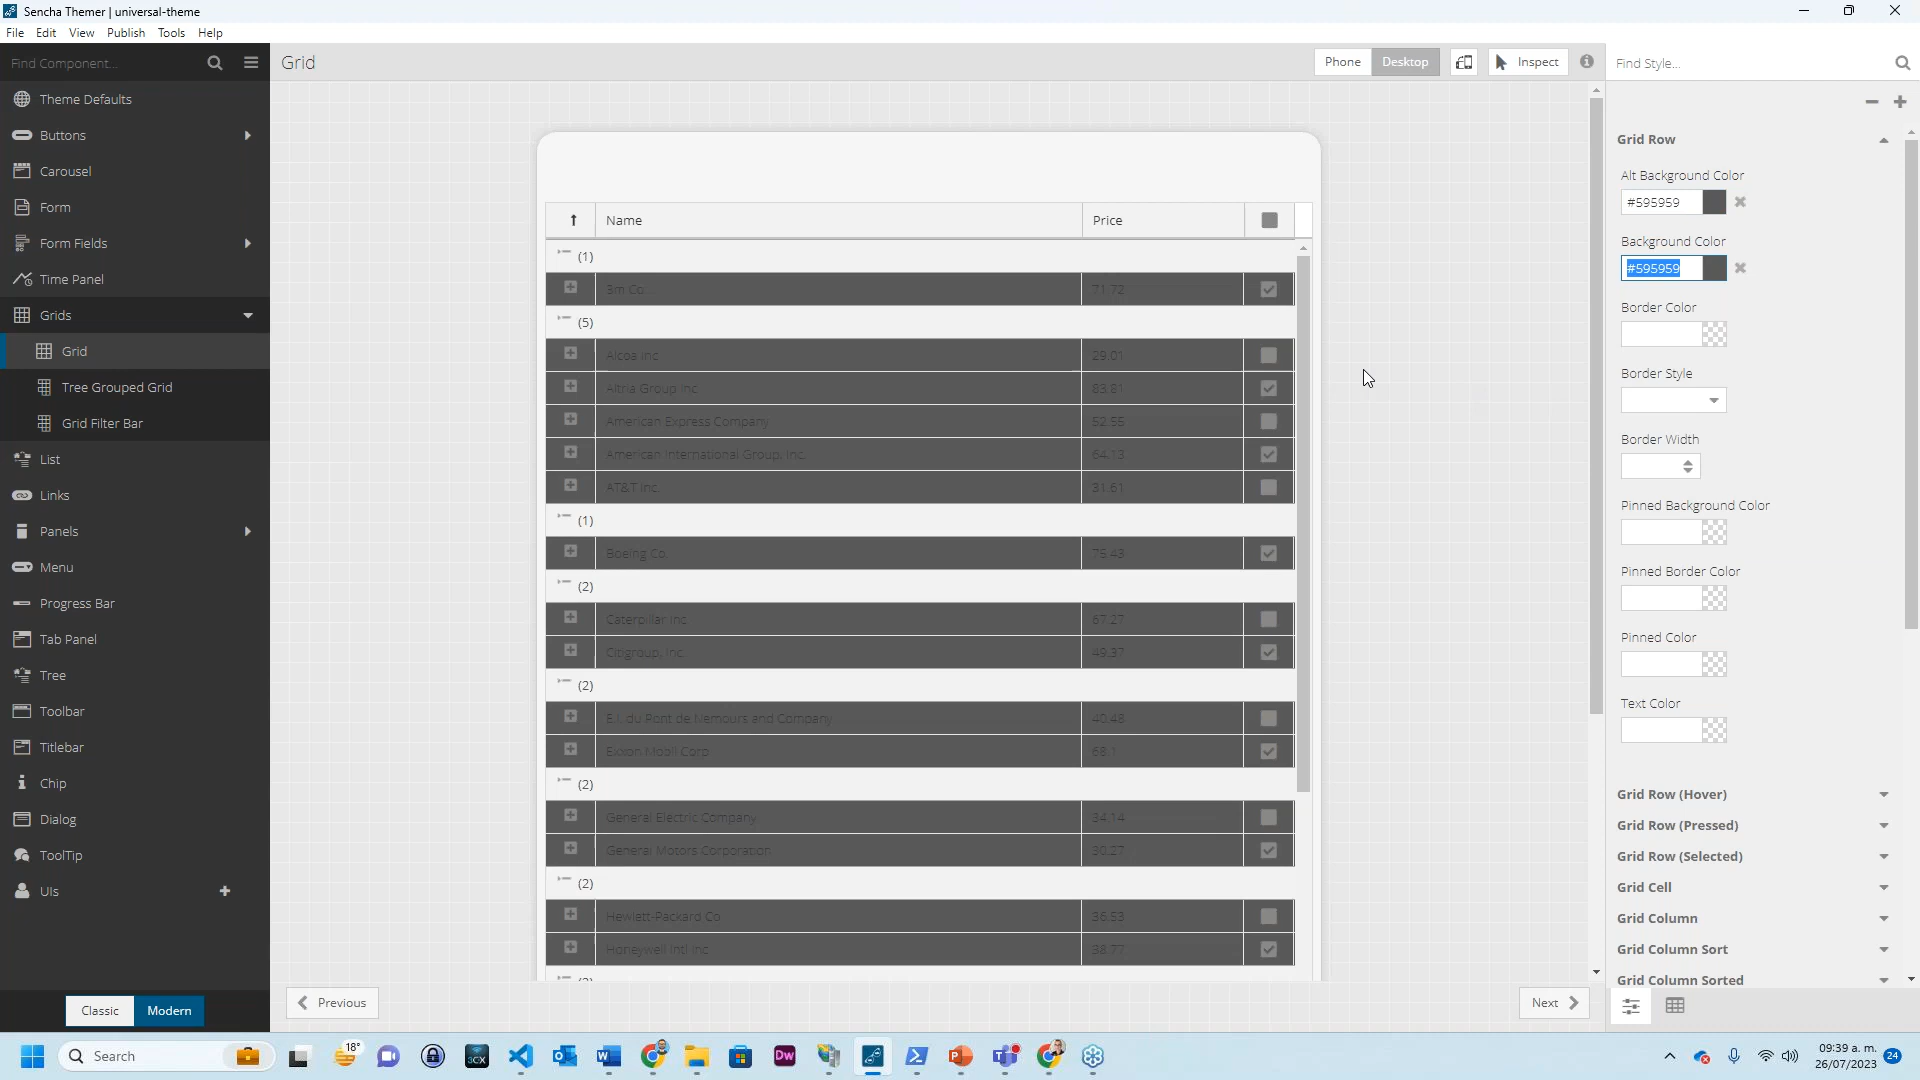 Sencha Themer | universal-theme
File Edit View Publish Tools Help
Find Component...
Grid
Phone Desktop Inspect
Find Style...
Theme Defaults
Buttons
Carousel
Form
Form Fields
Time Panel
Grids
Grid
Tree Grouped Grid
Grid Filter Bar
List
Links
Panels
Menu
Progress Bar
Tab Panel
Tree
Toolbar
Titlebar
Chip
Dialog
ToolTip
UIs
Classic Modern
Name Price
(1)
3m Co 71.72
(5)
Alcoa Inc 29.01
Altria Group Inc 83.81
American Express Company 52.55
American International Group, Inc. 64.13
AT&T Inc. 31.61
(1)
Boeing Co. 75.43
(2)
Caterpillar Inc. 67.27
Citigroup, Inc. 49.37
(2)
E.I. du Pont de Nemours and Company 40.48
Exxon Mobil Corp 68.1
(2)
General Electric Company 34.14
General Motors Corporation 30.27
(2)
Hewlett-Packard Co 36.53
Honeywell Intl Inc 38.77
Previous
Next
Grid Row
Alt Background Color
#595959
Background Color
#595959
Border Color
Border Style
Border Width
Pinned Background Color
Pinned Border Color
Pinned Color
Text Color
Grid Row (Hover)
Grid Row (Pressed)
Grid Row (Selected)
Grid Cell
Grid Column
Grid Column Sort
Grid Column Sorted
Search
18°
3CX
Dw
09:39 a. m.
26/07/2023
24